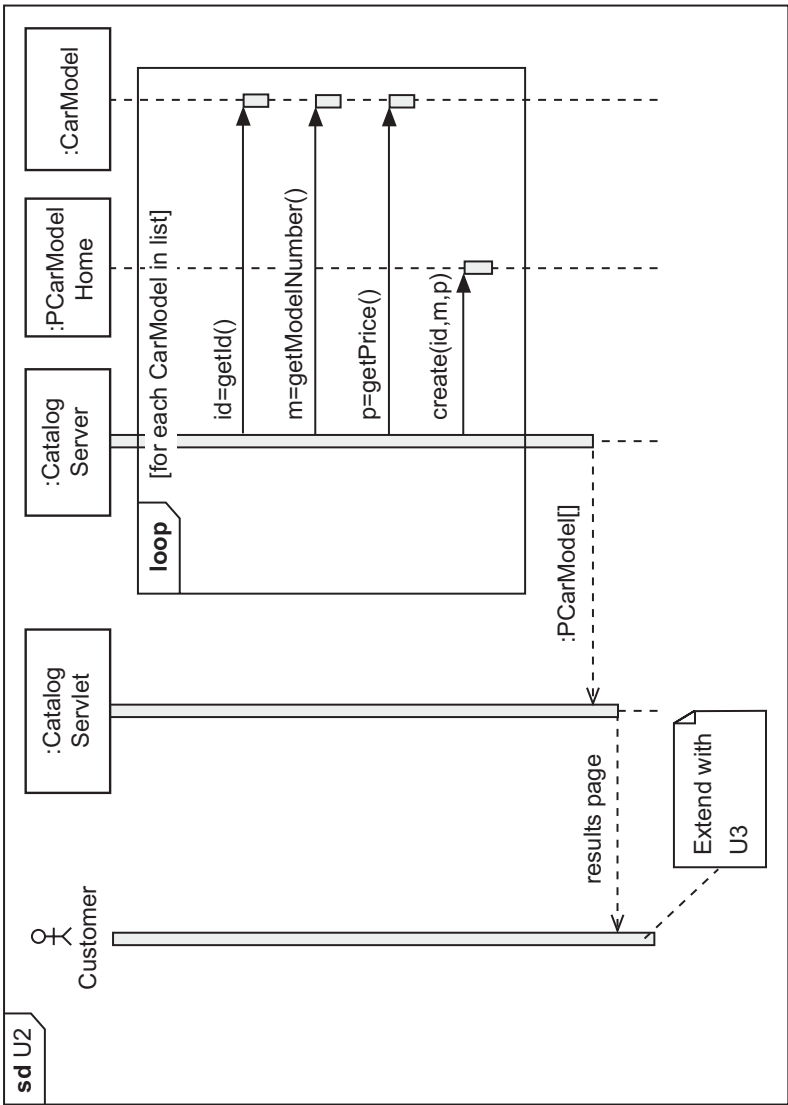 sd U2
Customer
:Catalog
Servlet
:Catalog
Server
:PCarModel
Home
:CarModel
loop
[for each CarModel in list]
id=getId()
m=getModelNumber()
p=getPrice()
create(id,m,p)
:PCarModel[]
results page
Extend with
U3